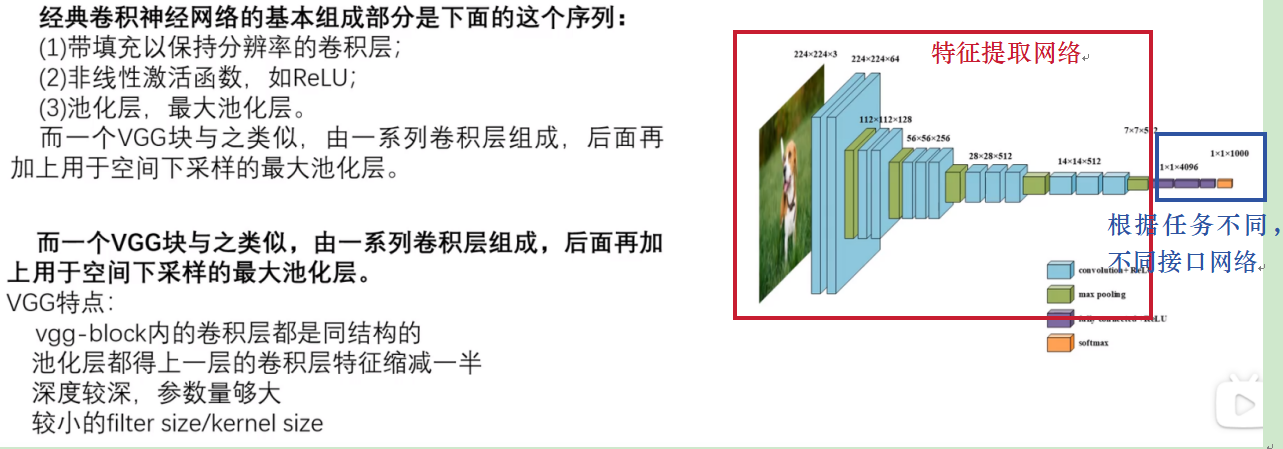 经典卷积神经网络的基本组成部分是下面的这个序列：
(1)带填充以保持分辨率的卷积层；
(2)非线性激活函数，如ReLU；
(3)池化层，最大池化层。
而一个VGG块与之类似，由一系列卷积层组成，后面再
加上用于空间下采样的最大池化层。
而一个VGG块与之类似，由一系列卷积层组成，后面再加
上用于空间下采样的最大池化层。
VGG特点：
vgg-block内的卷积层都是同结构的
池化层都得上一层的卷积层特征缩减一半
深度较深，参数量够大
较小的filter size/kernel size
特征提取网络
224×224×3
224×224×64
112×112×128
56×56×256
28×28×512
14×14×512
1×1×4096
1×1×1000
根据任务不同，
不同接口网络
convolution+ReLU
max pooling
softmax